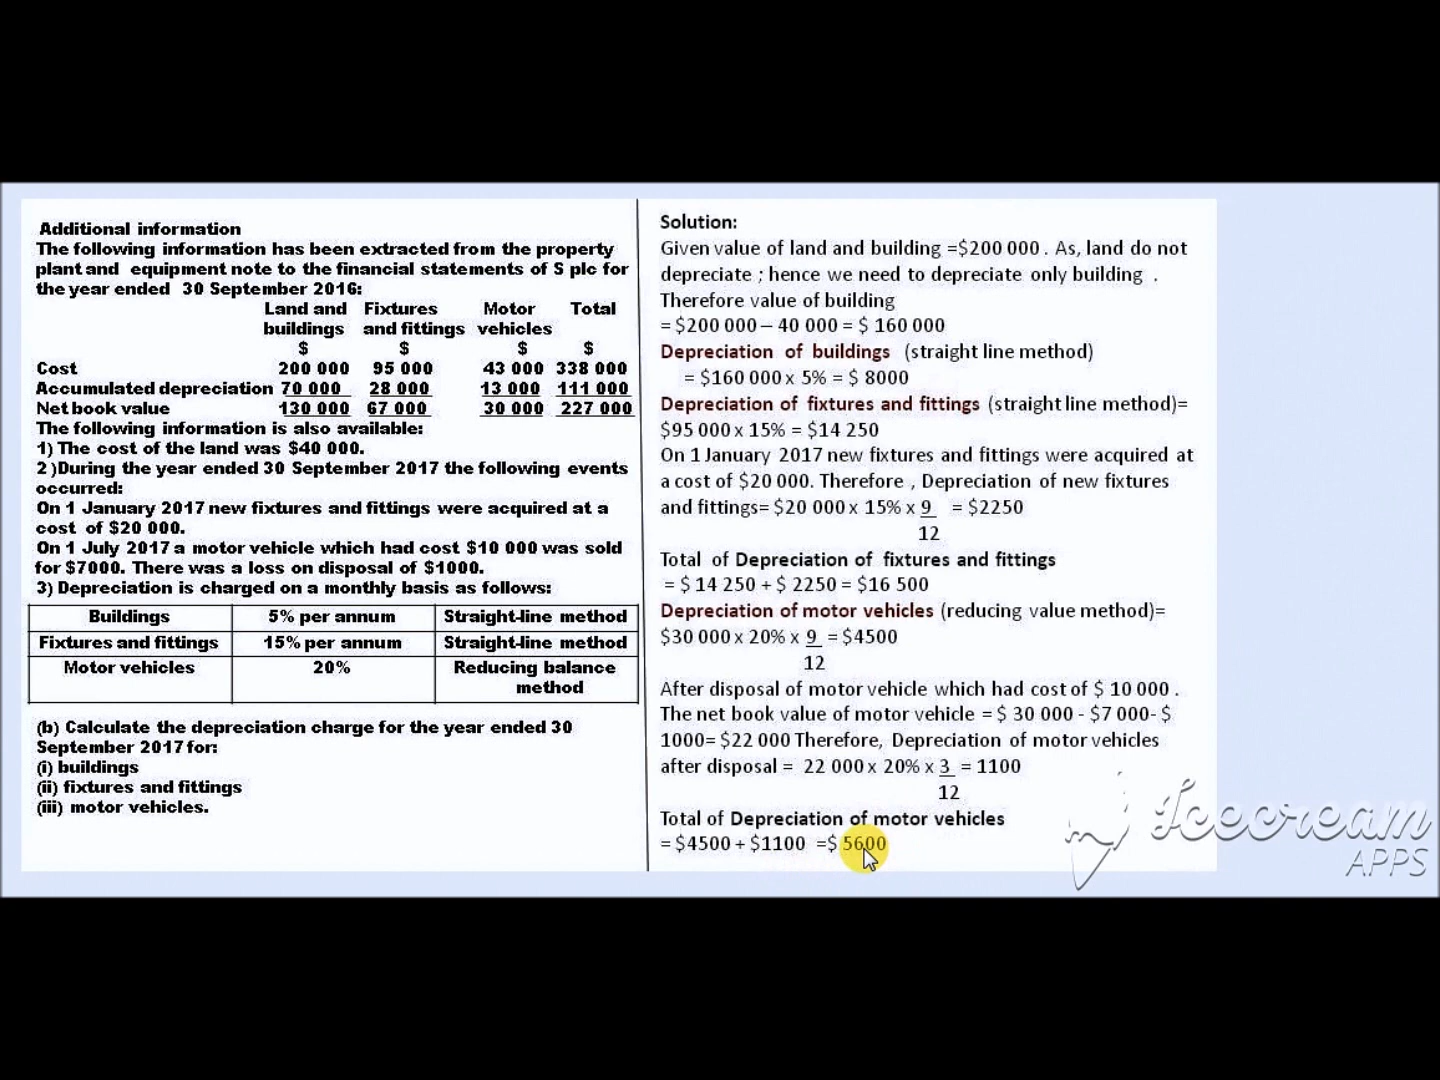 Additional information
The following information has been extracted from the property
plant and equipment note to the financial statements of S plc for
the year ended 30 September 2016:
Land and Fixtures Motor Total
buildings and fittings vehicles
$ $ $ $
Cost 200 000 95 000 43 000 338 000
Accumulated depreciation 70 000 28 000 13 000 111 000
Net book value 130 000 67 000 30 000 227 000
The following information is also available:
1) The cost of the land was $40 000.
2 )During the year ended 30 September 2017 the following events
occurred:
On 1 January 2017 new fixtures and fittings were acquired at a
cost of $20 000.
On 1 July 2017 a motor vehicle which had cost $10 000 was sold
for $7000. There was a loss on disposal of $1000.
3) Depreciation is charged on a monthly basis as follows:
Buildings 5% per annum Straight-line method
Fixtures and fittings 15% per annum Straight-line method
Motor vehicles 20% Reducing balance
method
(b) Calculate the depreciation charge for the year ended 30
September 2017 for:
(i) buildings
(ii) fixtures and fittings
(iii) motor vehicles.
Solution:
Given value of land and building =$200 000 . As, land do not
depreciate ; hence we need to depreciate only building .
Therefore value of building
= $200 000 – 40 000 = $ 160 000
Depreciation of buildings (straight line method)
= $160 000 x 5% = $ 8000
Depreciation of fixtures and fittings (straight line method)=
$95 000 x 15% = $14 250
On 1 January 2017 new fixtures and fittings were acquired at
a cost of $20 000. Therefore , Depreciation of new fixtures
and fittings= $20 000 x 15% x 9 = $2250
12
Total of Depreciation of fixtures and fittings
= $ 14 250 + $ 2250 = $16 500
Depreciation of motor vehicles (reducing value method)=
$30 000 x 20% x 9 = $4500
12
After disposal of motor vehicle which had cost of $ 10 000 .
The net book value of motor vehicle = $ 30 000 - $7 000- $
1000= $22 000 Therefore, Depreciation of motor vehicles
after disposal = 22 000 x 20% x 3 = 1100
12
Total of Depreciation of motor vehicles
= $4500 + $1100 =$ 5600
Icecream
APPS